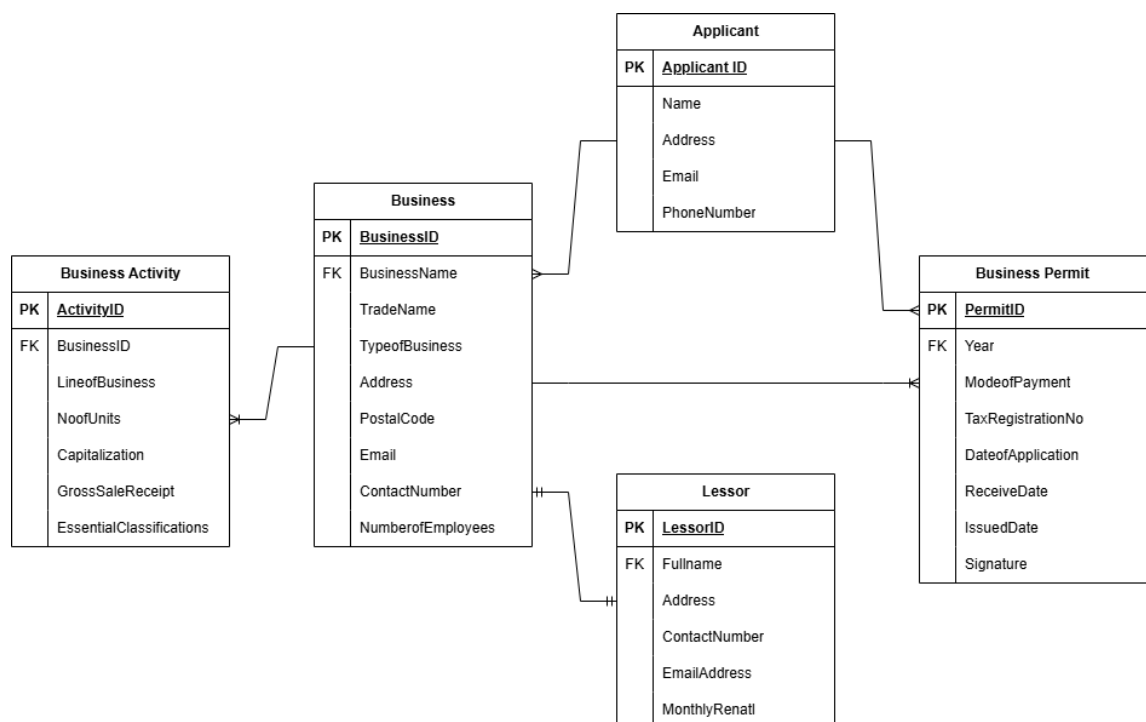 Applicant
PK Applicant ID
Name
Address
Email
PhoneNumber
Business
PK BusinessID
FK BusinessName
TradeName
TypeofBusiness
Address
PostalCode
Email
ContactNumber
NumberofEmployees
Business Activity
PK ActivityID
FK BusinessID
LineofBusiness
NoofUnits
Capitalization
GrossSaleReceipt
EssentialClassifications
Business Permit
PK PermitID
FK Year
ModeofPayment
TaxRegistrationNo
DateofApplication
ReceiveDate
IssuedDate
Signature
Lessor
PK LessorID
FK Fullname
Address
ContactNumber
EmailAddress
MonthlyRenatl